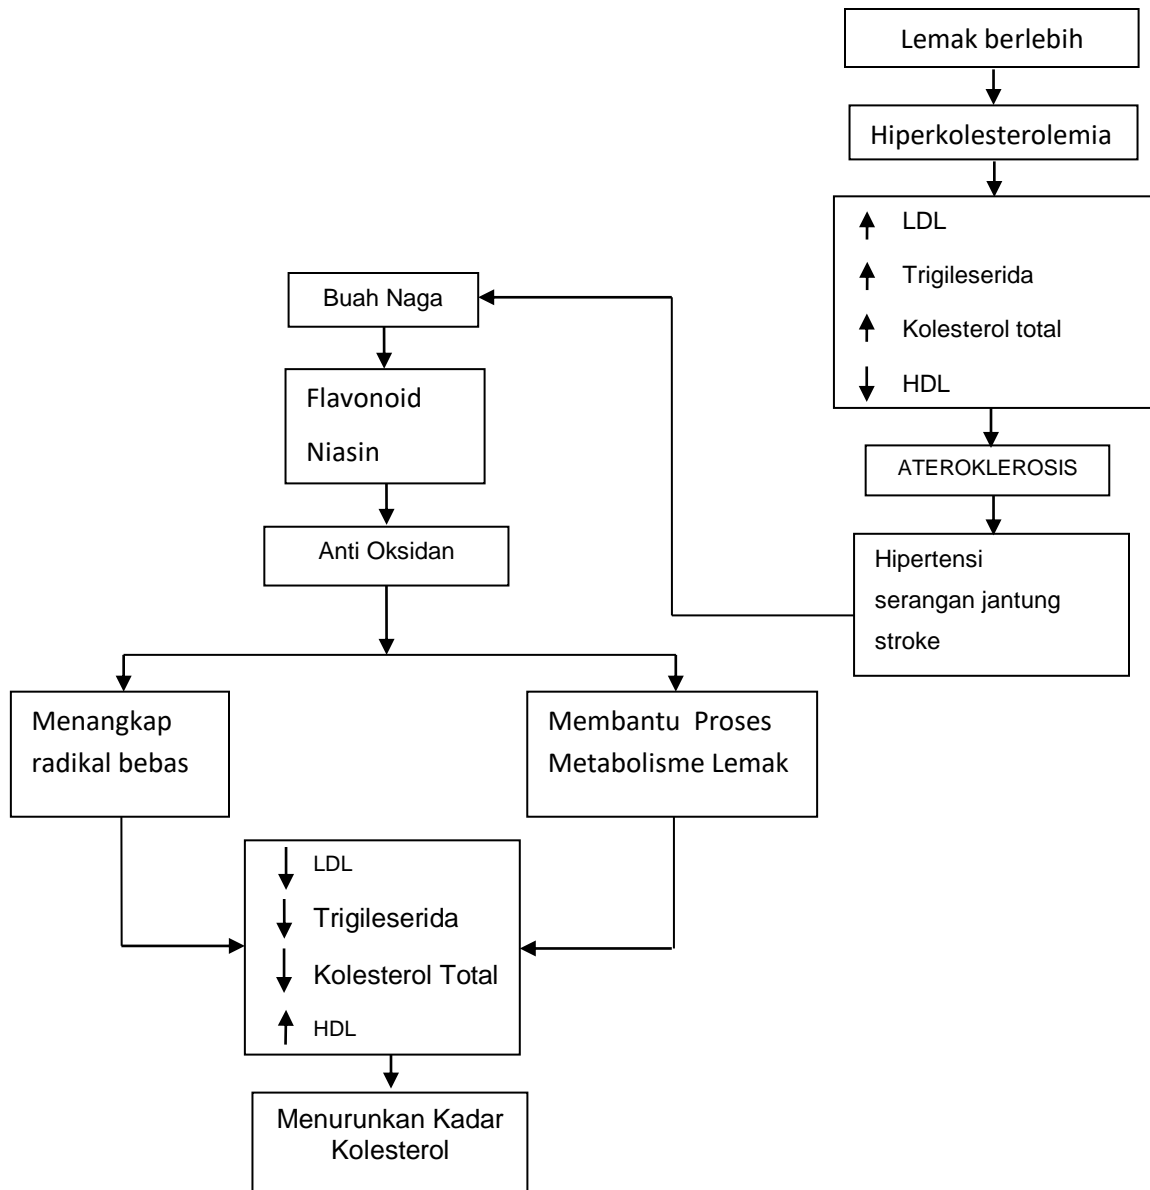 Lemak berlebih
Hiperkolesterolemia
LDL
Trigileserida
Kolesterol total
HDL
ATEROKLEROSIS
Hipertensi
serangan jantung
stroke
Buah Naga
Flavonoid
Niasin
Anti Oksidan
Menangkap
radikal bebas
Membantu Proses
Metabolisme Lemak
LDL
Trigileserida
Kolesterol Total
HDL
Menurunkan Kadar
Kolesterol